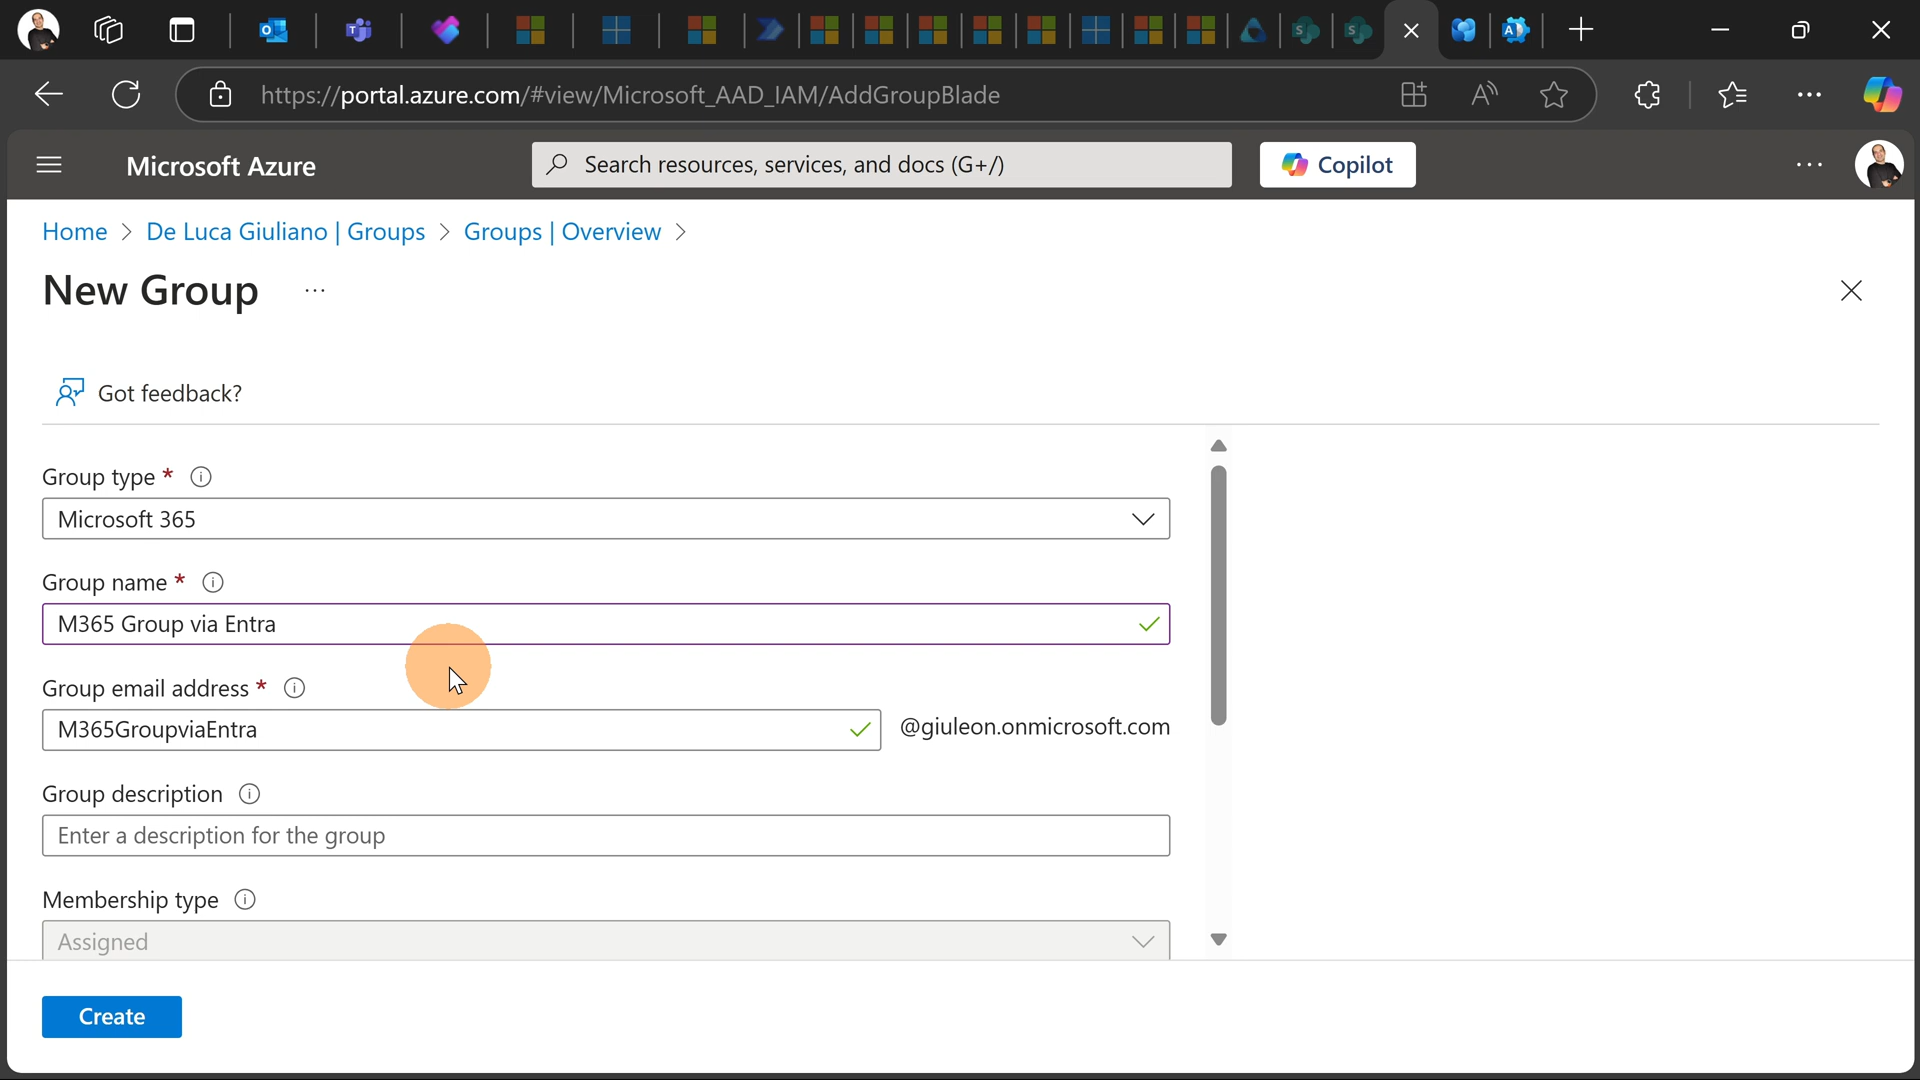 https://portal.azure.com/#view/Microsoft_AAD_IAM/AddGroupBlade
Microsoft Azure
Search resources, services, and docs (G+/)
Copilot
Home > De Luca Giuliano | Groups > Groups | Overview >
New Group ...
Got feedback?
Group type *
Microsoft 365
Group name *
M365 Group via Entra
Group email address *
M365GroupviaEntra
@giuleon.onmicrosoft.com
Group description
Enter a description for the group
Membership type
Assigned
Create